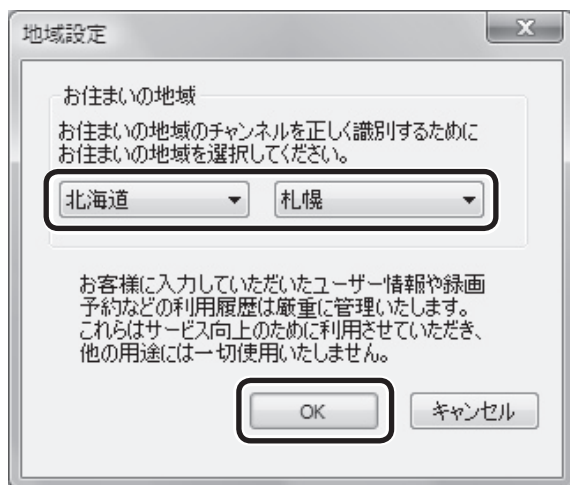 地域設定
お住まいの地域
お住まいの地域のチャンネルを正しく識別するために
お住まいの地域を選択してください。
北海道 札幌
お客様に入力していただいたユーザー情報や録画
予約などの利用履歴は厳重に管理いたします。
これらはサービス向上のために利用させていただき、
他の用途には一切使用いたしません。
OK キャンセル